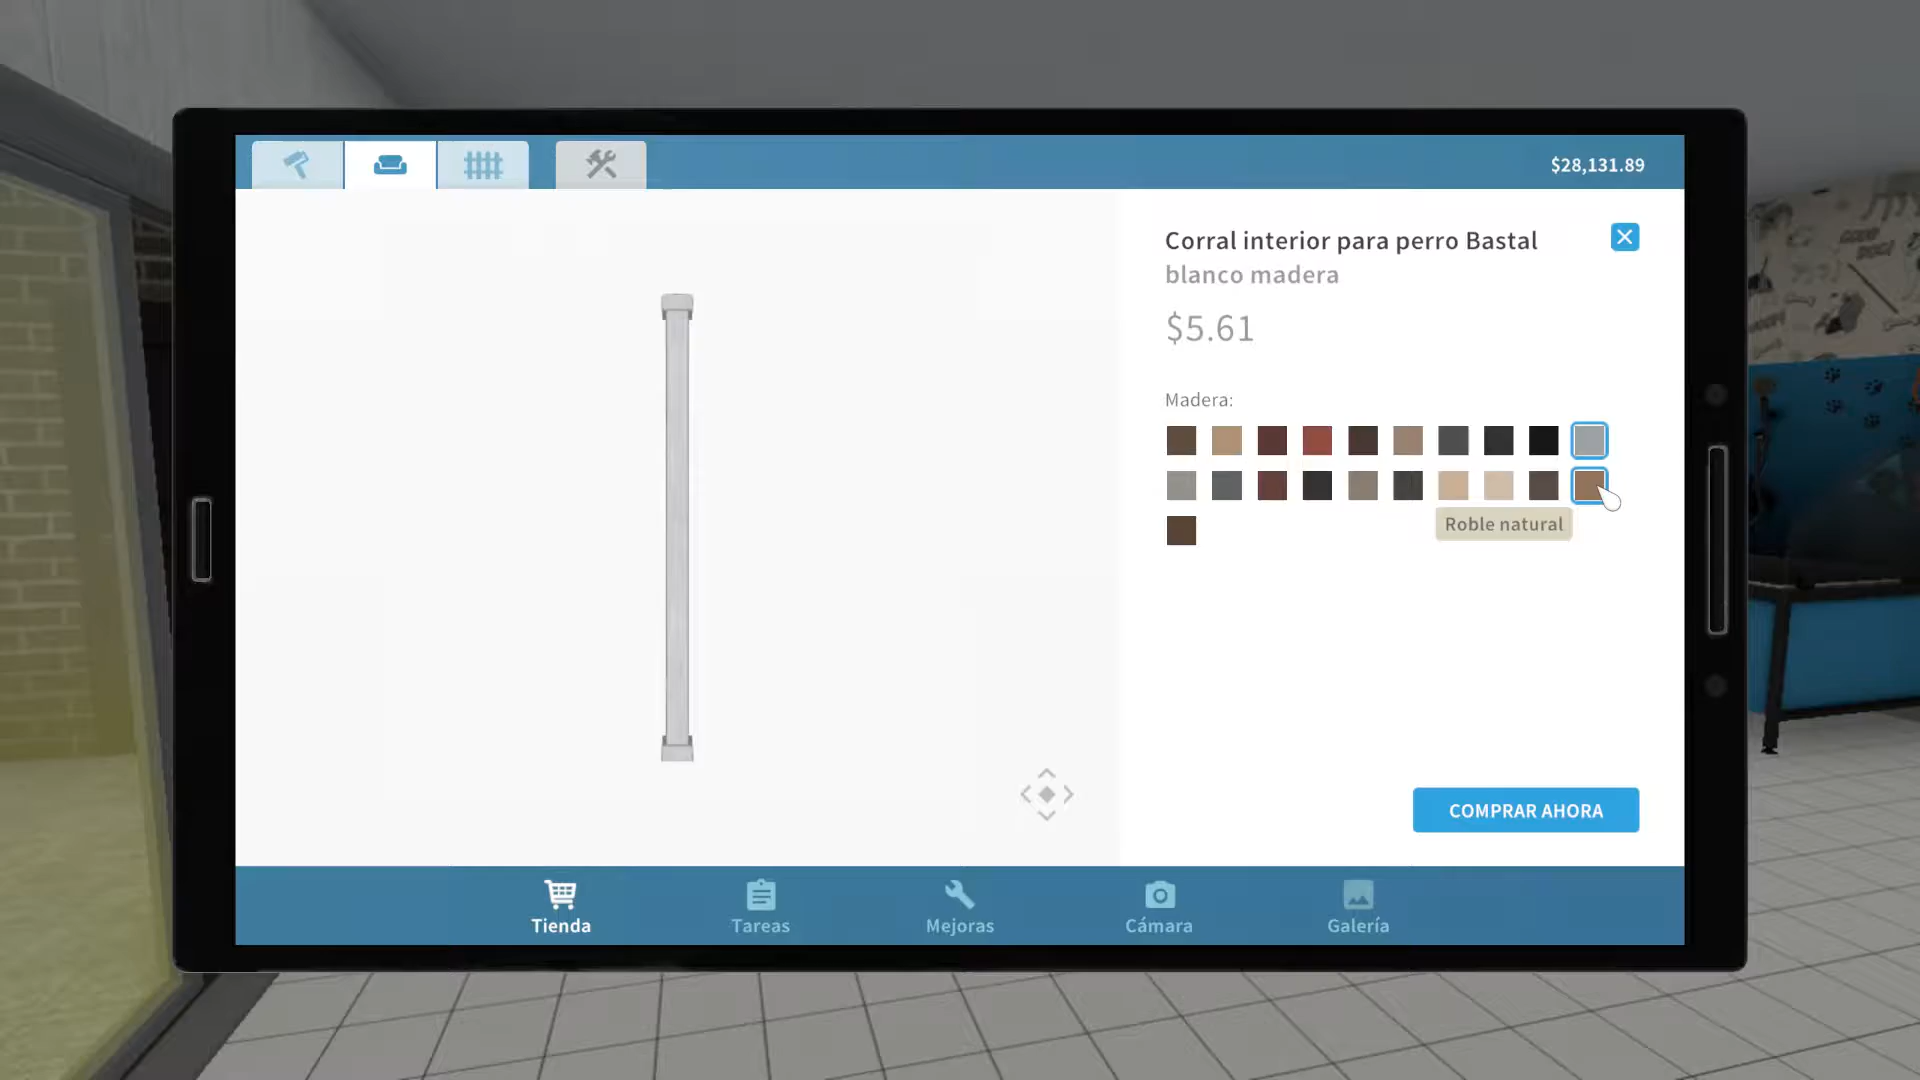 $28,131.89
Corral interior para perro Bastal
blanco madera
$5.61
Madera:
Roble natural
COMPRAR AHORA
Tienda
Tareas
Mejoras
Cámara
Galería